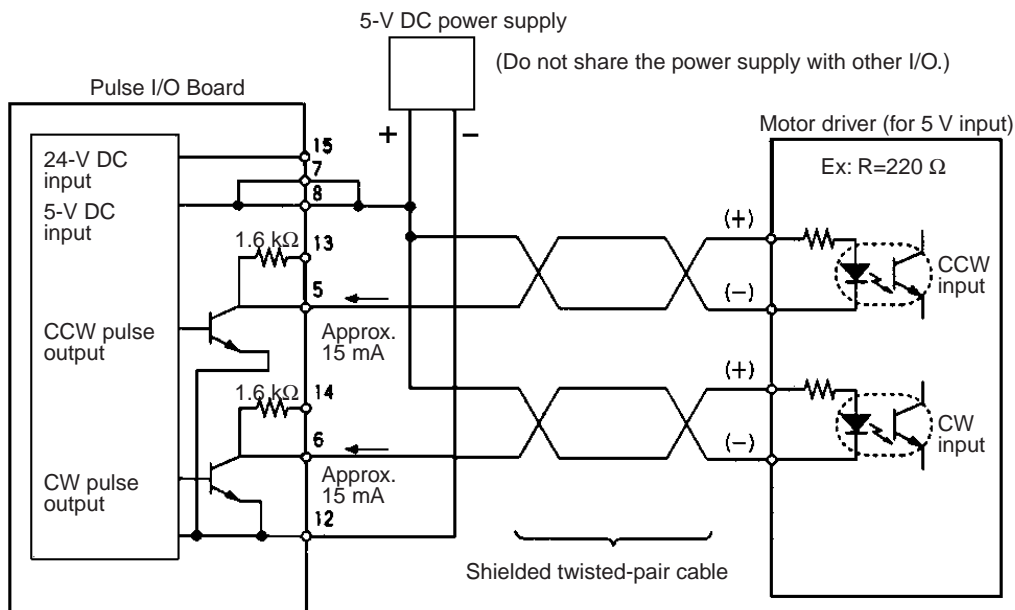 5-V DC power supply
(Do not share the power supply with other I/O.)
Pulse I/O Board
+
−
Motor driver (for 5 V input)
Ex: R=220 Ω
24-V DC
input
5-V DC
input
15
7
8
1.6 kΩ
13
5
Approx.
15 mA
CCW pulse
output
(+)
(−)
CCW
input
1.6 kΩ
14
6
Approx.
15 mA
CW pulse
output
12
(+)
(−)
CW
input
Shielded twisted-pair cable